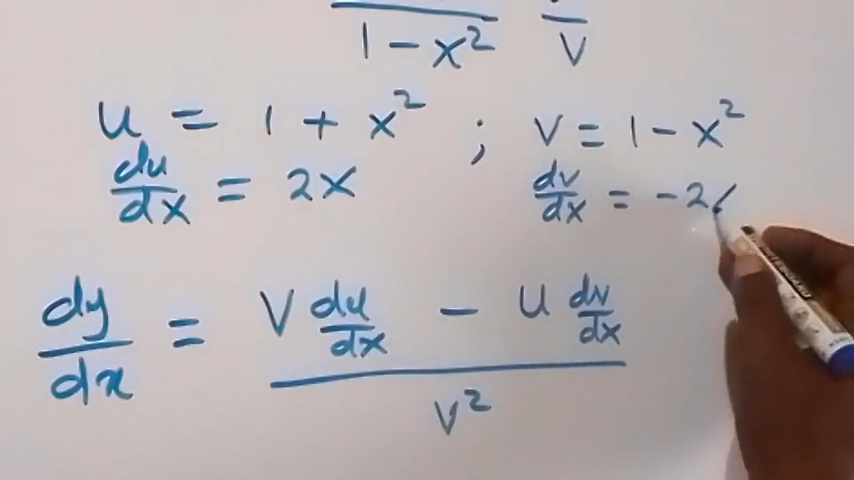 1 - x² v
u = 1 + x² ; v = 1 - x²
du/dx = 2x dv/dx = -2
dy/dx = (v du/dx - u dv/dx) / v²